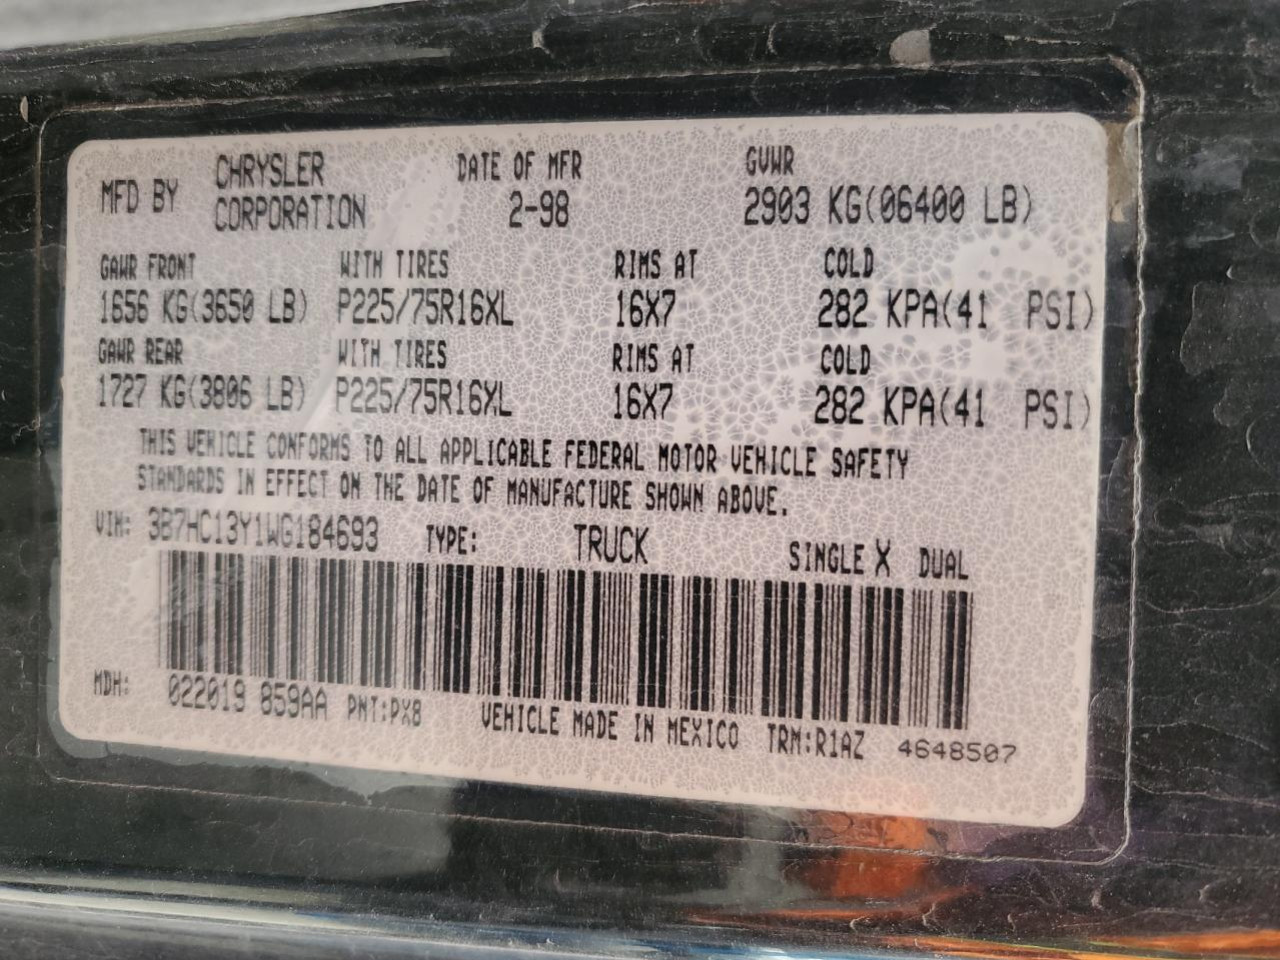 MFD BY CHRYSLER CORPORATION DATE OF MFR 2-98 GVWR 2903 KG(06400 LB)
GAWR FRONT WITH TIRES RIMS AT COLD
1656 KG(3650 LB) P225/75R16XL 16X7 282 KPA(41 PSI)
GAWR REAR WITH TIRES RIMS AT COLD
1727 KG(3806 LB) P225/75R16XL 16X7 282 KPA(41 PSI)
THIS VEHICLE CONFORMS TO ALL APPLICABLE FEDERAL MOTOR VEHICLE SAFETY
STANDARDS IN EFFECT ON THE DATE OF MANUFACTURE SHOWN ABOVE.
VIN: 3B7HC13Y1WG184693 TYPE: TRUCK SINGLE X DUAL
MDH: 022019 859AA PNT:PX8 VEHICLE MADE IN MEXICO TRM:R1AZ 4648507